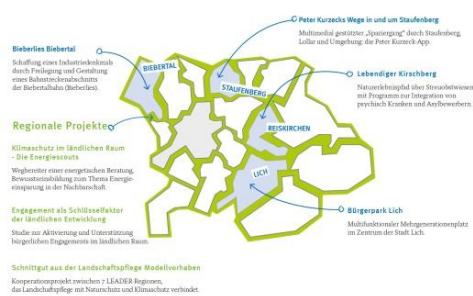 Peter Kurzecks Wege in und um Staufenberg
Multimedial gestützter „Spaziergang" durch Staufenberg,
Lollar und Umgebung: die Peter Kurzeck-App.
Bieberlies Biebertal
Schaffung eines Industriedenkmals
durch Freilegung und Gestaltung
eines Bahnstreckenabschnitts
der Biebertalbahn (Bieberlies).
BIEBERTAL
STAUFENBERG
Lebendiger Kirschberg
Naturerlebnispfad über Streuobstwiesen
mit Programm zur Integration von
psychisch Kranken und Asylbewerbern.
REISKIRCHEN
LICH
Regionale Projekte
Klimaschutz im ländlichen Raum
- Die Energiescouts
Wegbereiter einer energetischen Beratung,
Bewusstseinsbildung zum Thema Energie-
einsparung in der Nachbarschaft
Engagement als Schlüsselfaktor
der ländlichen Entwicklung
Studie zur Aktivierung und Unterstützung
bürgerlichen Engagements im ländlichen Raum.
Bürgerpark Lich
Multifunktionaler Mehrgenerationenplatz
im Zentrum der Stadt Lich.
Schnittgut aus der Landschaftspflege Modellvorhaben
Kooperationsprojekt zwischen 7 LEADER-Regionen,
das Landschaftspflege mit Naturschutz und Klimaschutz verbindet.